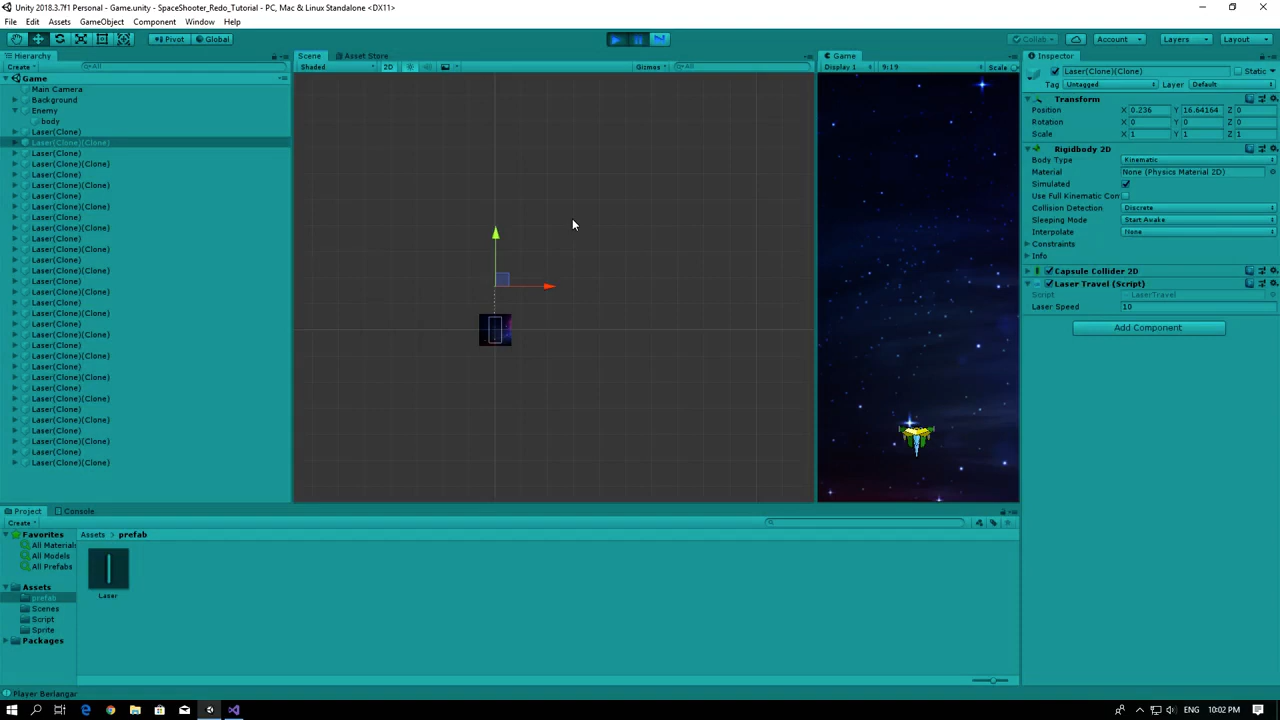 Unity 2018.3.7f1 Personal - Game.unity - SpaceShooter_Redo_Tutorial - PC, Mac & Linux Standalone <DX11>
File Edit Assets GameObject Component Window Help
Pivot Global Collab Account Layers Layout
Hierarchy
Create All
Game
Main Camera
Background
Enemy
body
Laser(Clone)
Laser(Clone)(Clone)
Laser(Clone)
Laser(Clone)(Clone)
Laser(Clone)
Laser(Clone)(Clone)
Laser(Clone)
Laser(Clone)(Clone)
Laser(Clone)
Laser(Clone)(Clone)
Laser(Clone)(Clone)
Laser(Clone)
Laser(Clone)(Clone)
Laser(Clone)
Laser(Clone)(Clone)
Laser(Clone)
Laser(Clone)(Clone)
Laser(Clone)
Laser(Clone)(Clone)
Laser(Clone)
Laser(Clone)(Clone)
Laser(Clone)
Laser(Clone)(Clone)
Laser(Clone)
Laser(Clone)(Clone)
Laser(Clone)
Laser(Clone)(Clone)
Laser(Clone)
Laser(Clone)(Clone)
Laser(Clone)
Laser(Clone)(Clone)
Scene Asset Store
Shaded 2D Gizmos All
Game
Display 1 9:19 Scale
Inspector
Laser(Clone)(Clone) Static
Tag Untagged Layer Default
Transform
Position X 0.236 Y 16.64164 Z 0
Rotation X 0 Y 0 Z 0
Scale X 1 Y 1 Z 1
Rigidbody 2D
Body Type Kinematic
Material None (Physics Material 2D)
Simulated
Use Full Kinematic Con
Collision Detection Discrete
Sleeping Mode Start Awake
Interpolate None
Constraints
Info
Capsule Collider 2D
Laser Travel (Script)
Script LaserTravel
Laser Speed 10
Add Component
Project Console
Create
Favorites
All Material
All Models
All Prefabs
Assets
prefab
Scenes
Script
Sprite
Packages
Assets > prefab
Laser
Player Berlangar
ENG 10:02 PM